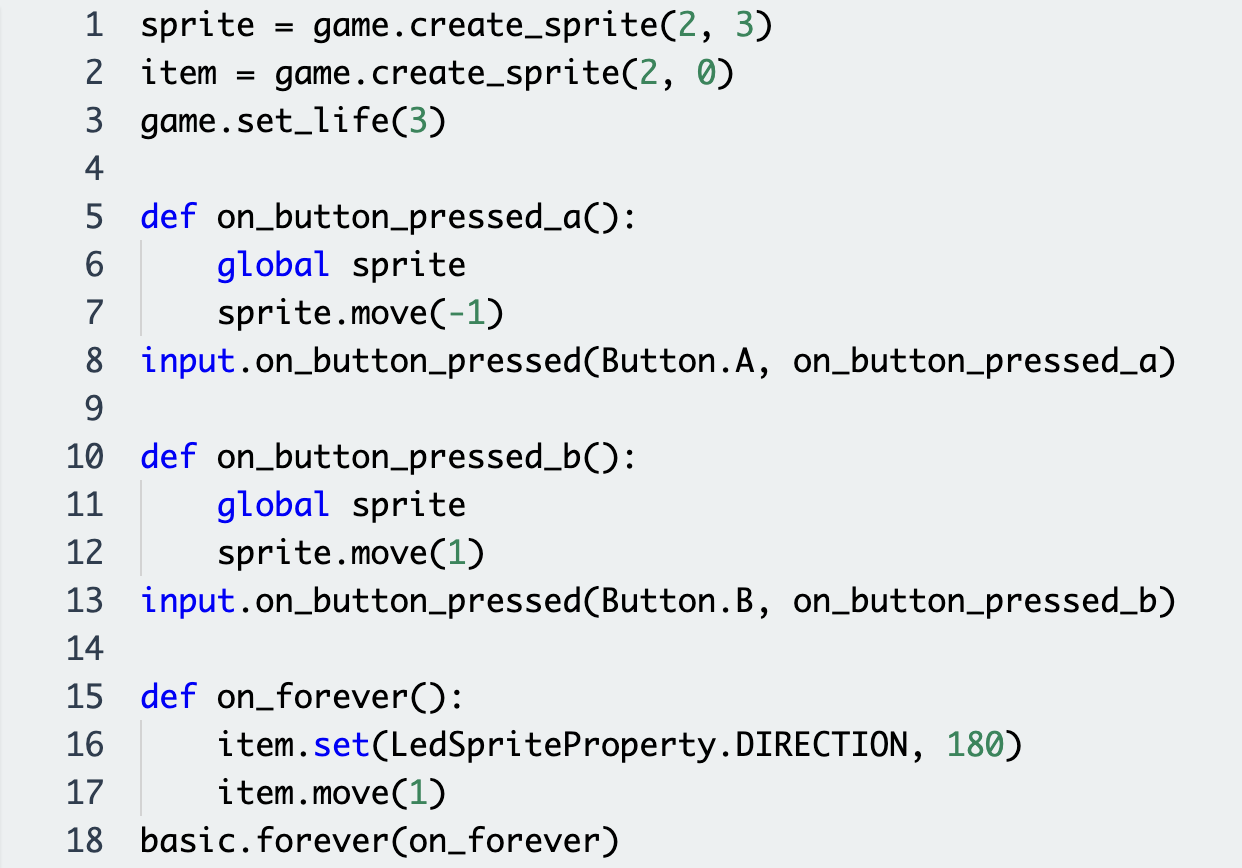 1 sprite = game.create_sprite(2, 3)
2 item = game.create_sprite(2, 0)
3 game.set_life(3)
4
5 def on_button_pressed_a():
6     global sprite
7     sprite.move(-1)
8 input.on_button_pressed(Button.A, on_button_pressed_a)
9
10 def on_button_pressed_b():
11     global sprite
12     sprite.move(1)
13 input.on_button_pressed(Button.B, on_button_pressed_b)
14
15 def on_forever():
16     item.set(LedSpriteProperty.DIRECTION, 180)
17     item.move(1)
18 basic.forever(on_forever)